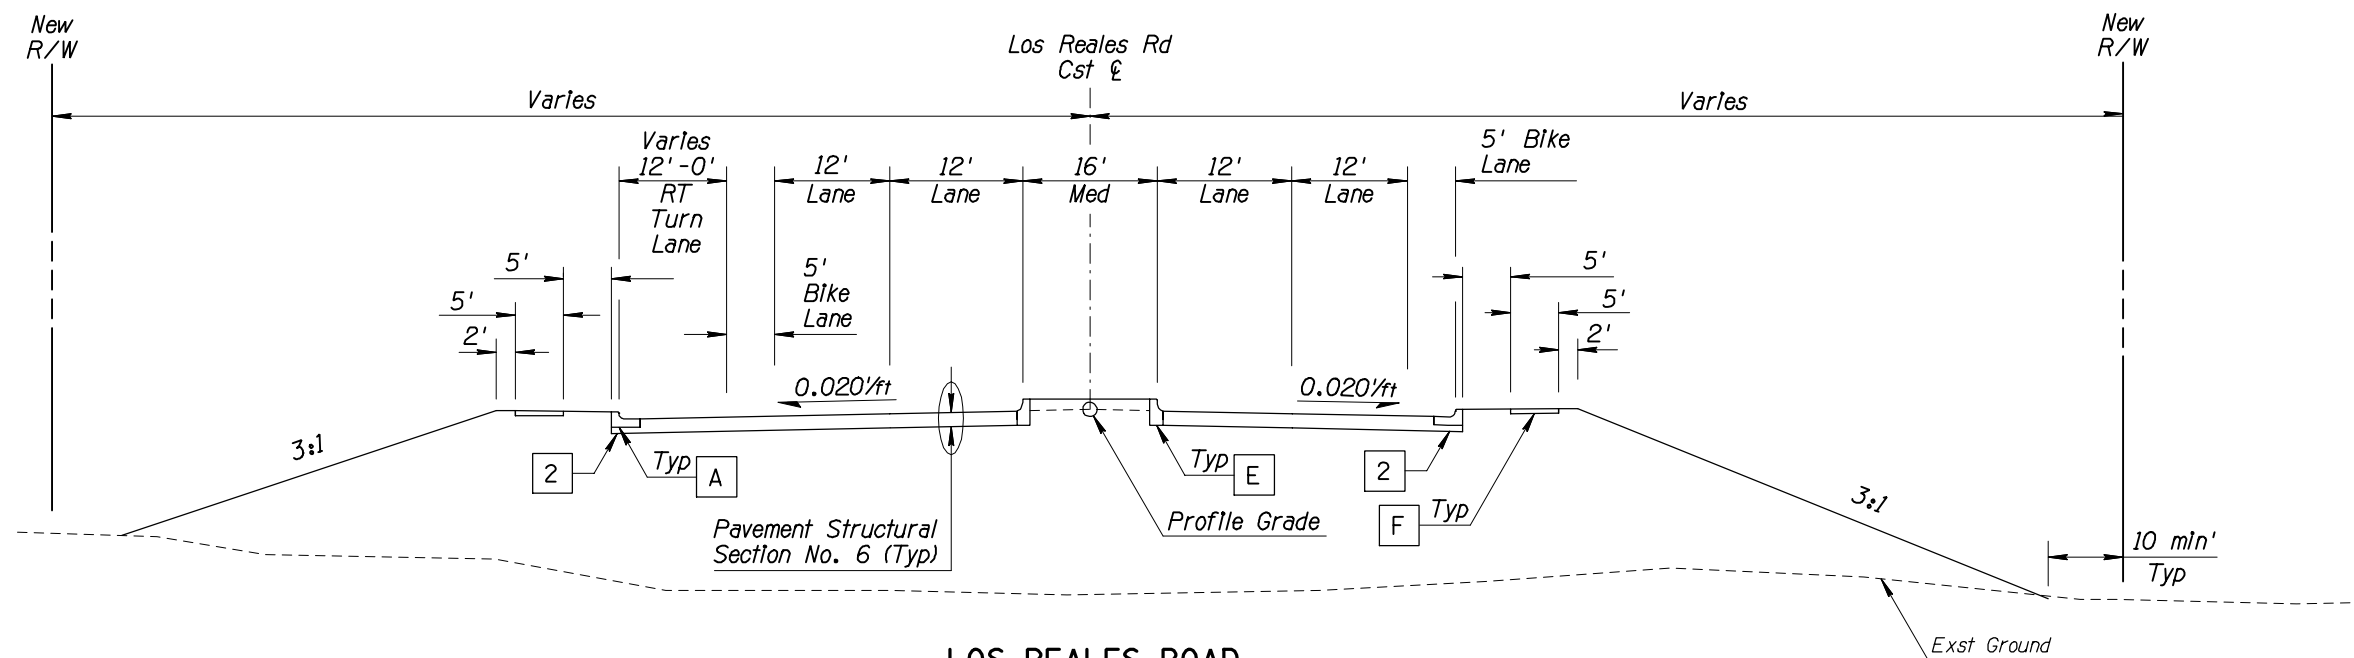 New
R/W
Los Reales Rd
Cst ℄
New
R/W
Varies
Varies
Varies
12'-0'
RT
Turn
Lane
12'
Lane
12'
Lane
16'
Med
12'
Lane
12'
Lane
5' Bike
Lane
5'
5'
2'
5'
Bike
Lane
5'
5'
2'
0.020'/ft
0.020'/ft
3:1
3:1
2
Typ
A
Typ
E
2
Typ
F
Pavement Structural
Section No. 6 (Typ)
Profile Grade
10 min'
Typ
Exst Ground
LOS REALES ROAD